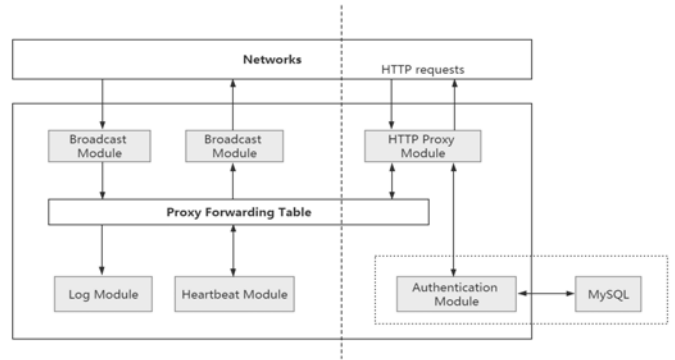 Networks
HTTP requests
Broadcast
Module
Broadcast
Module
HTTP Proxy
Module
Proxy Forwarding Table
Log Module
Heartbeat Module
Authentication
Module
MySQL